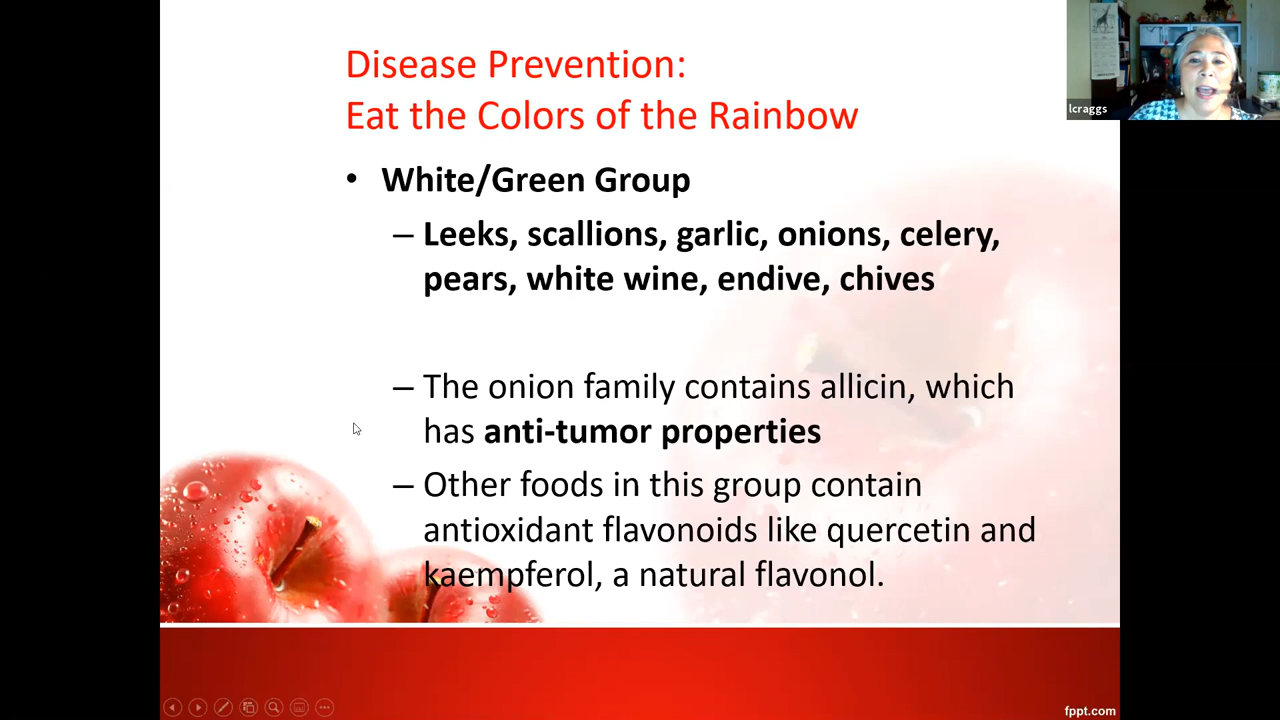 Disease Prevention:
Eat the Colors of the Rainbow
• White/Green Group
– Leeks, scallions, garlic, onions, celery,
pears, white wine, endive, chives
– The onion family contains allicin, which
has anti-tumor properties
– Other foods in this group contain
antioxidant flavonoids like quercetin and
kaempferol, a natural flavonol.
lcraggs
fppt.com